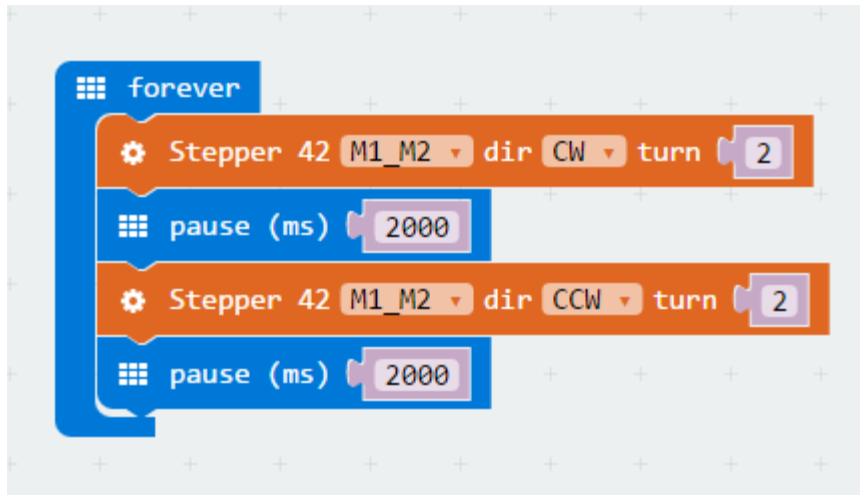 forever
Stepper 42 M1_M2 dir CW turn 2
pause (ms) 2000
Stepper 42 M1_M2 dir CCW turn 2
pause (ms) 2000